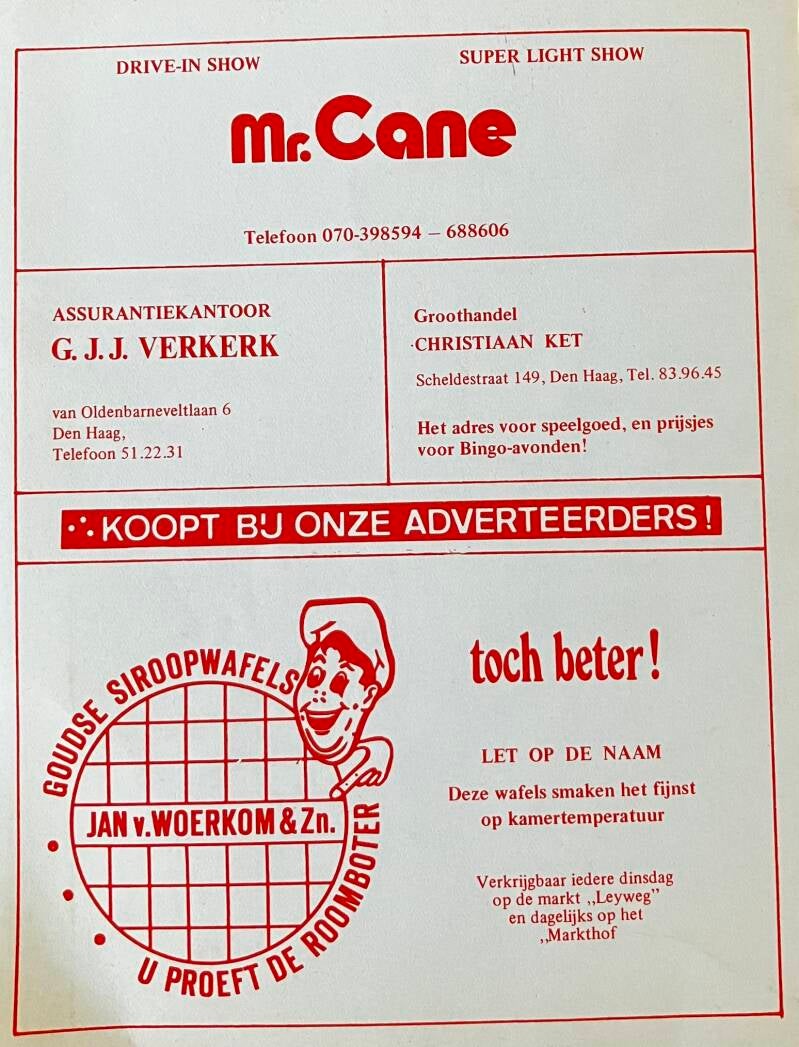 DRIVE-IN SHOW
SUPER LIGHT SHOW
Mr. Cane
Telefoon 070-398594 – 688606
ASSURANTIEKANTOOR
G. J. J. VERKERK
van Oldenbarneveltlaan 6
Den Haag,
Telefoon 51.22.31
Groothandel
CHRISTIAAN KET
Scheldestraat 149, Den Haag, Tel. 83.96.45
Het adres voor speelgoed, en prijsjes
voor Bingo-avonden!
KOOPT BIJ ONZE ADVERTEERDERS!
GOUDSE SIROOPWAFELS
JAN v. WOERKOM & Zn.
U PROEFT DE ROOMBOTER
toch beter!
LET OP DE NAAM
Deze wafels smaken het fijnst
op kamertemperatuur
Verkrijgbaar iedere dinsdag
op de markt ,,Leyweg"
en dagelijks op het
,,Markthof